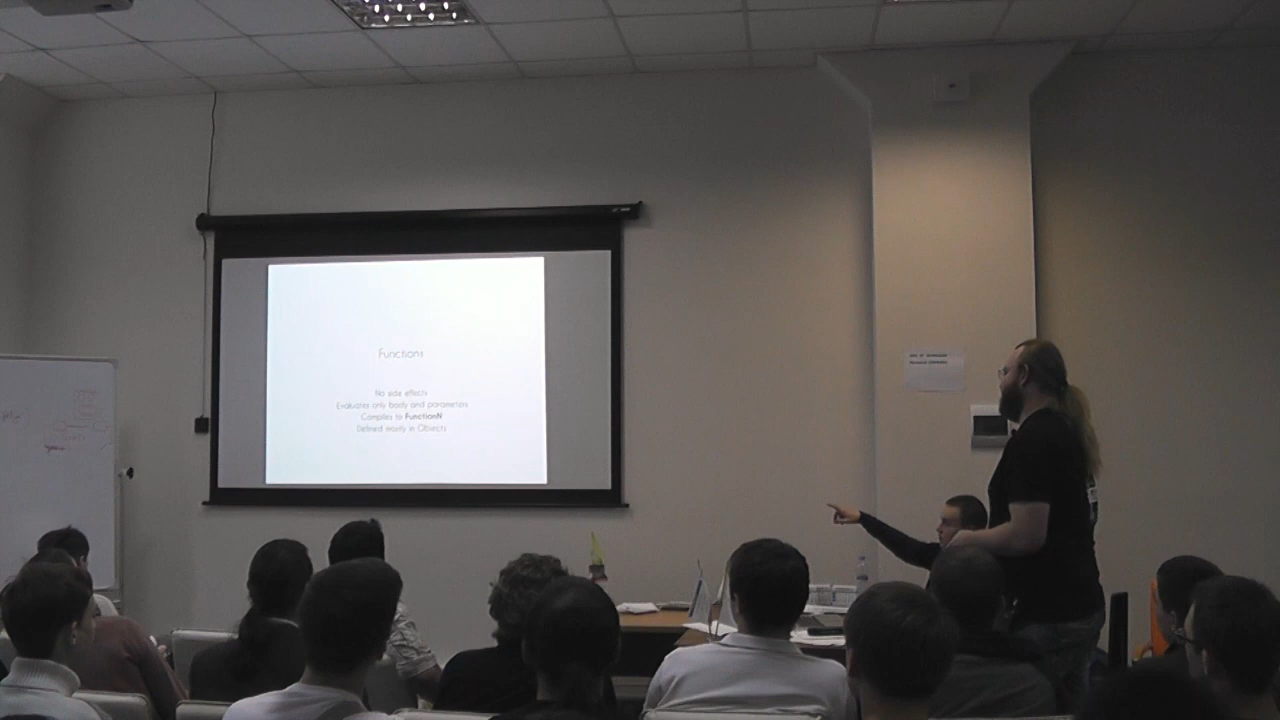 Functions
No side effects
Evaluates only body and parameters
Compiles to FunctionN
Defined mostly in Objects